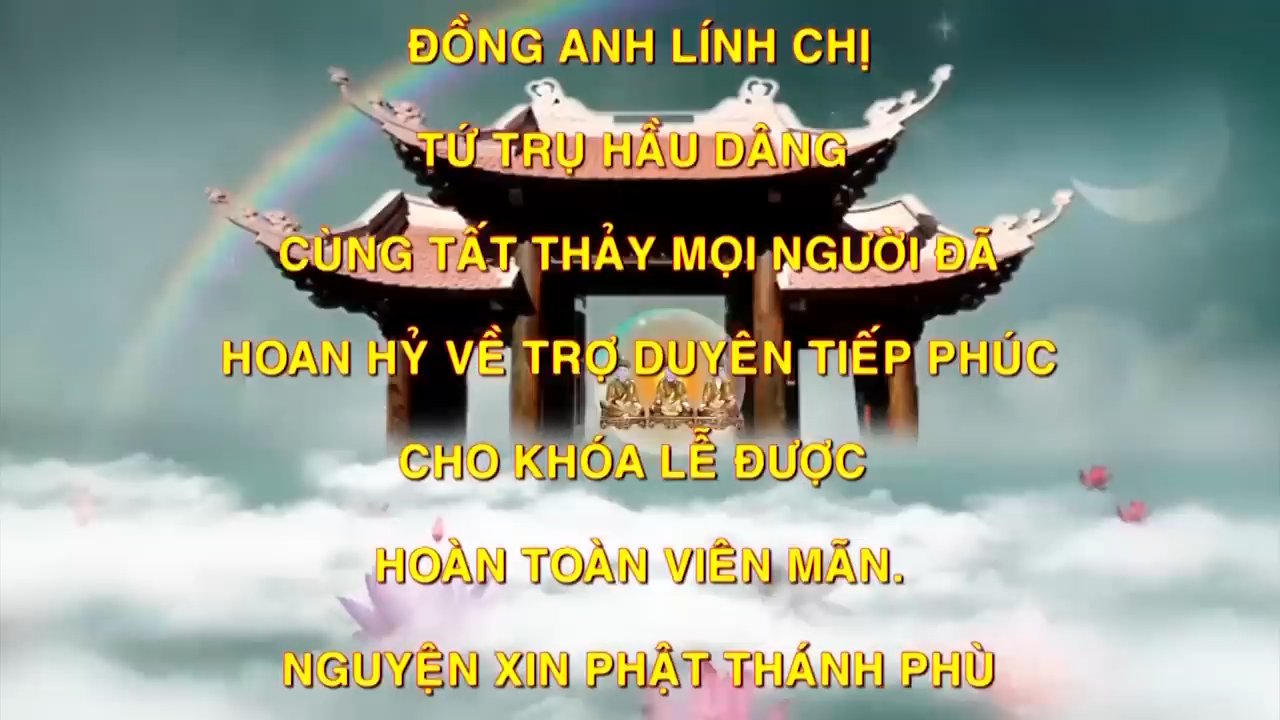 ĐỒNG ANH LÍNH CHỊ
TỨ TRỤ HẦU DÂNG
CÙNG TẤT THẢY MỌI NGƯỜI ĐÃ
HOAN HỶ VỀ TRỢ DUYÊN TIẾP PHÚC
CHO KHÓA LỄ ĐƯỢC
HOÀN TOÀN VIÊN MÃN.
NGUYỆN XIN PHẬT THÁNH PHÙ